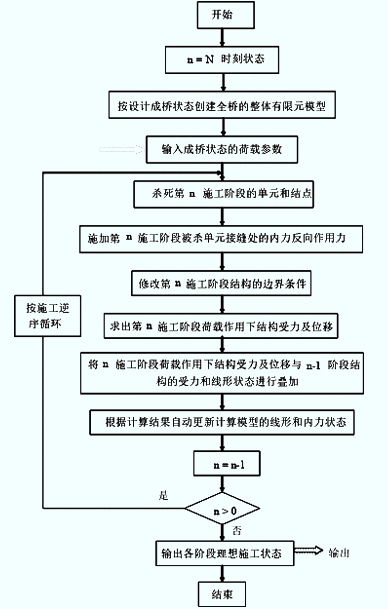 开始
n = N 时刻状态
按设计成桥状态创建全桥的整体有限元模型
输入成桥状态的荷载参数
杀死第 n 施工阶段的单元和结点
施加第 n 施工阶段被杀单元接缝处的内力反向作用力
修改第 n 施工阶段结构的边界条件
按施工逆
序循环
求出第 n 施工阶段荷载作用下结构受力及位移
将 n 施工阶段荷载作用下结构受力及位移与 n-1 阶段结
构的受力和线形状态进行叠加
根据计算结果自动更新计算模型的线形和内力状态
n = n-1
是
n > 0
否
输出各阶段理想施工状态
输出
结束